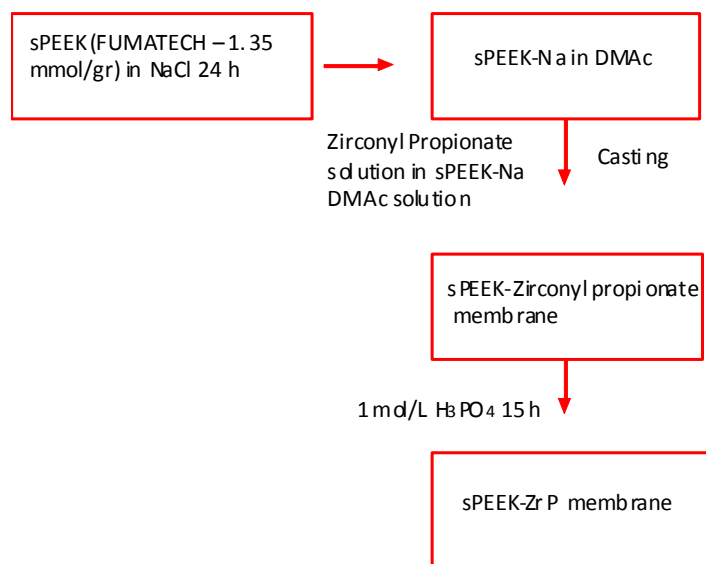 sPEEK (FUMATECH – 1.35
mmol/gr) in NaCl 24 h
sPEEK-Na in DMAc
Zirconyl Propionate
solution in sPEEK-Na
DMAc solution
Casting
sPEEK-Zirconyl propionate
membrane
1 mol/L H₃PO₄ 15 h
sPEEK-ZrP membrane